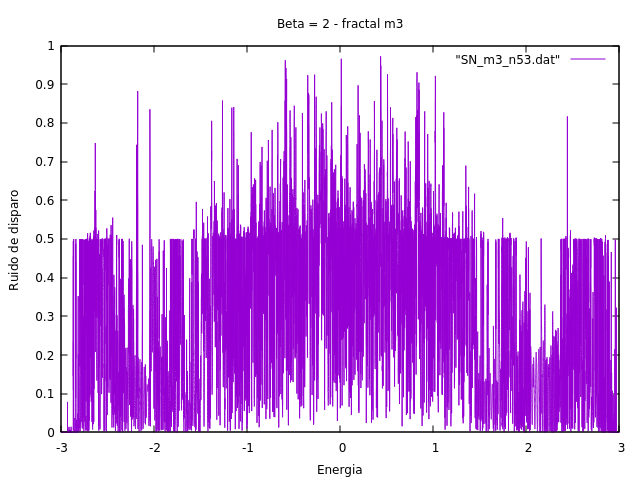 Beta = 2 - fractal m3
"SN_m3_n53.dat"
Ruido de disparo
1
0.9
0.8
0.7
0.6
0.5
0.4
0.3
0.2
0.1
0
-3 -2 -1 0 1 2 3
Energia